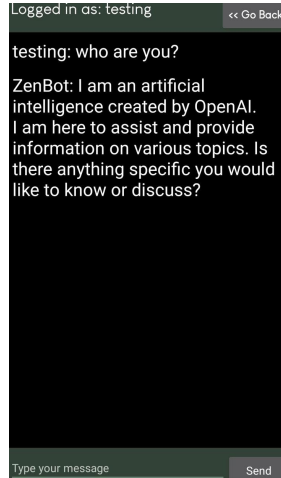 Logged in as: testing
<< Go Back
testing: who are you?
ZenBot: I am an artificial
intelligence created by OpenAI.
I am here to assist and provide
information on various topics. Is
there anything specific you would
like to know or discuss?
Type your message
Send